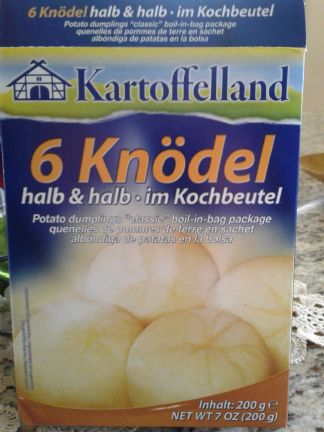 6 Knödel halb & halb · im Kochbeutel
Potato dumplings "classic" boil-in-bag package
quenelles de pommes de terre en sachet
albóndiga de patatas en la bolsa
Kartoffelland
6 Knödel
halb & halb · im Kochbeutel
Potato dumplings "classic" boil-in-bag package
quenelles de pommes de terre en sachet
albóndiga de patatas en la bolsa
Inhalt: 200 g e
NET WT 7 OZ (200 g)